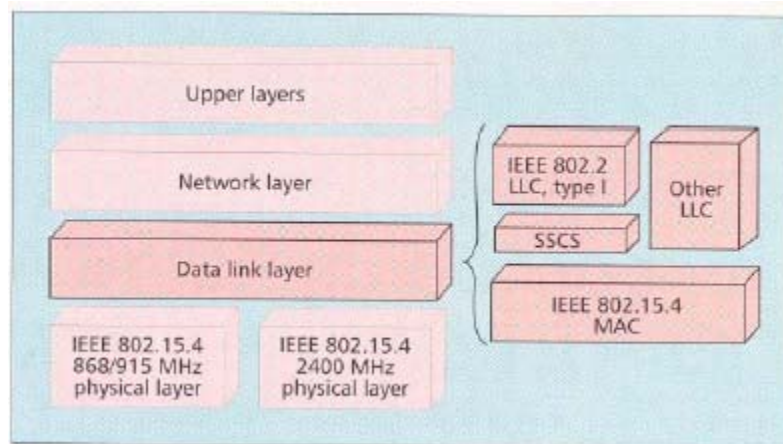 Upper layers
Network layer
Data link layer
IEEE 802.15.4
868/915 MHz
physical layer
IEEE 802.15.4
2400 MHz
physical layer
IEEE 802.2
LLC, type I
Other
LLC
SSCS
IEEE 802.15.4
MAC